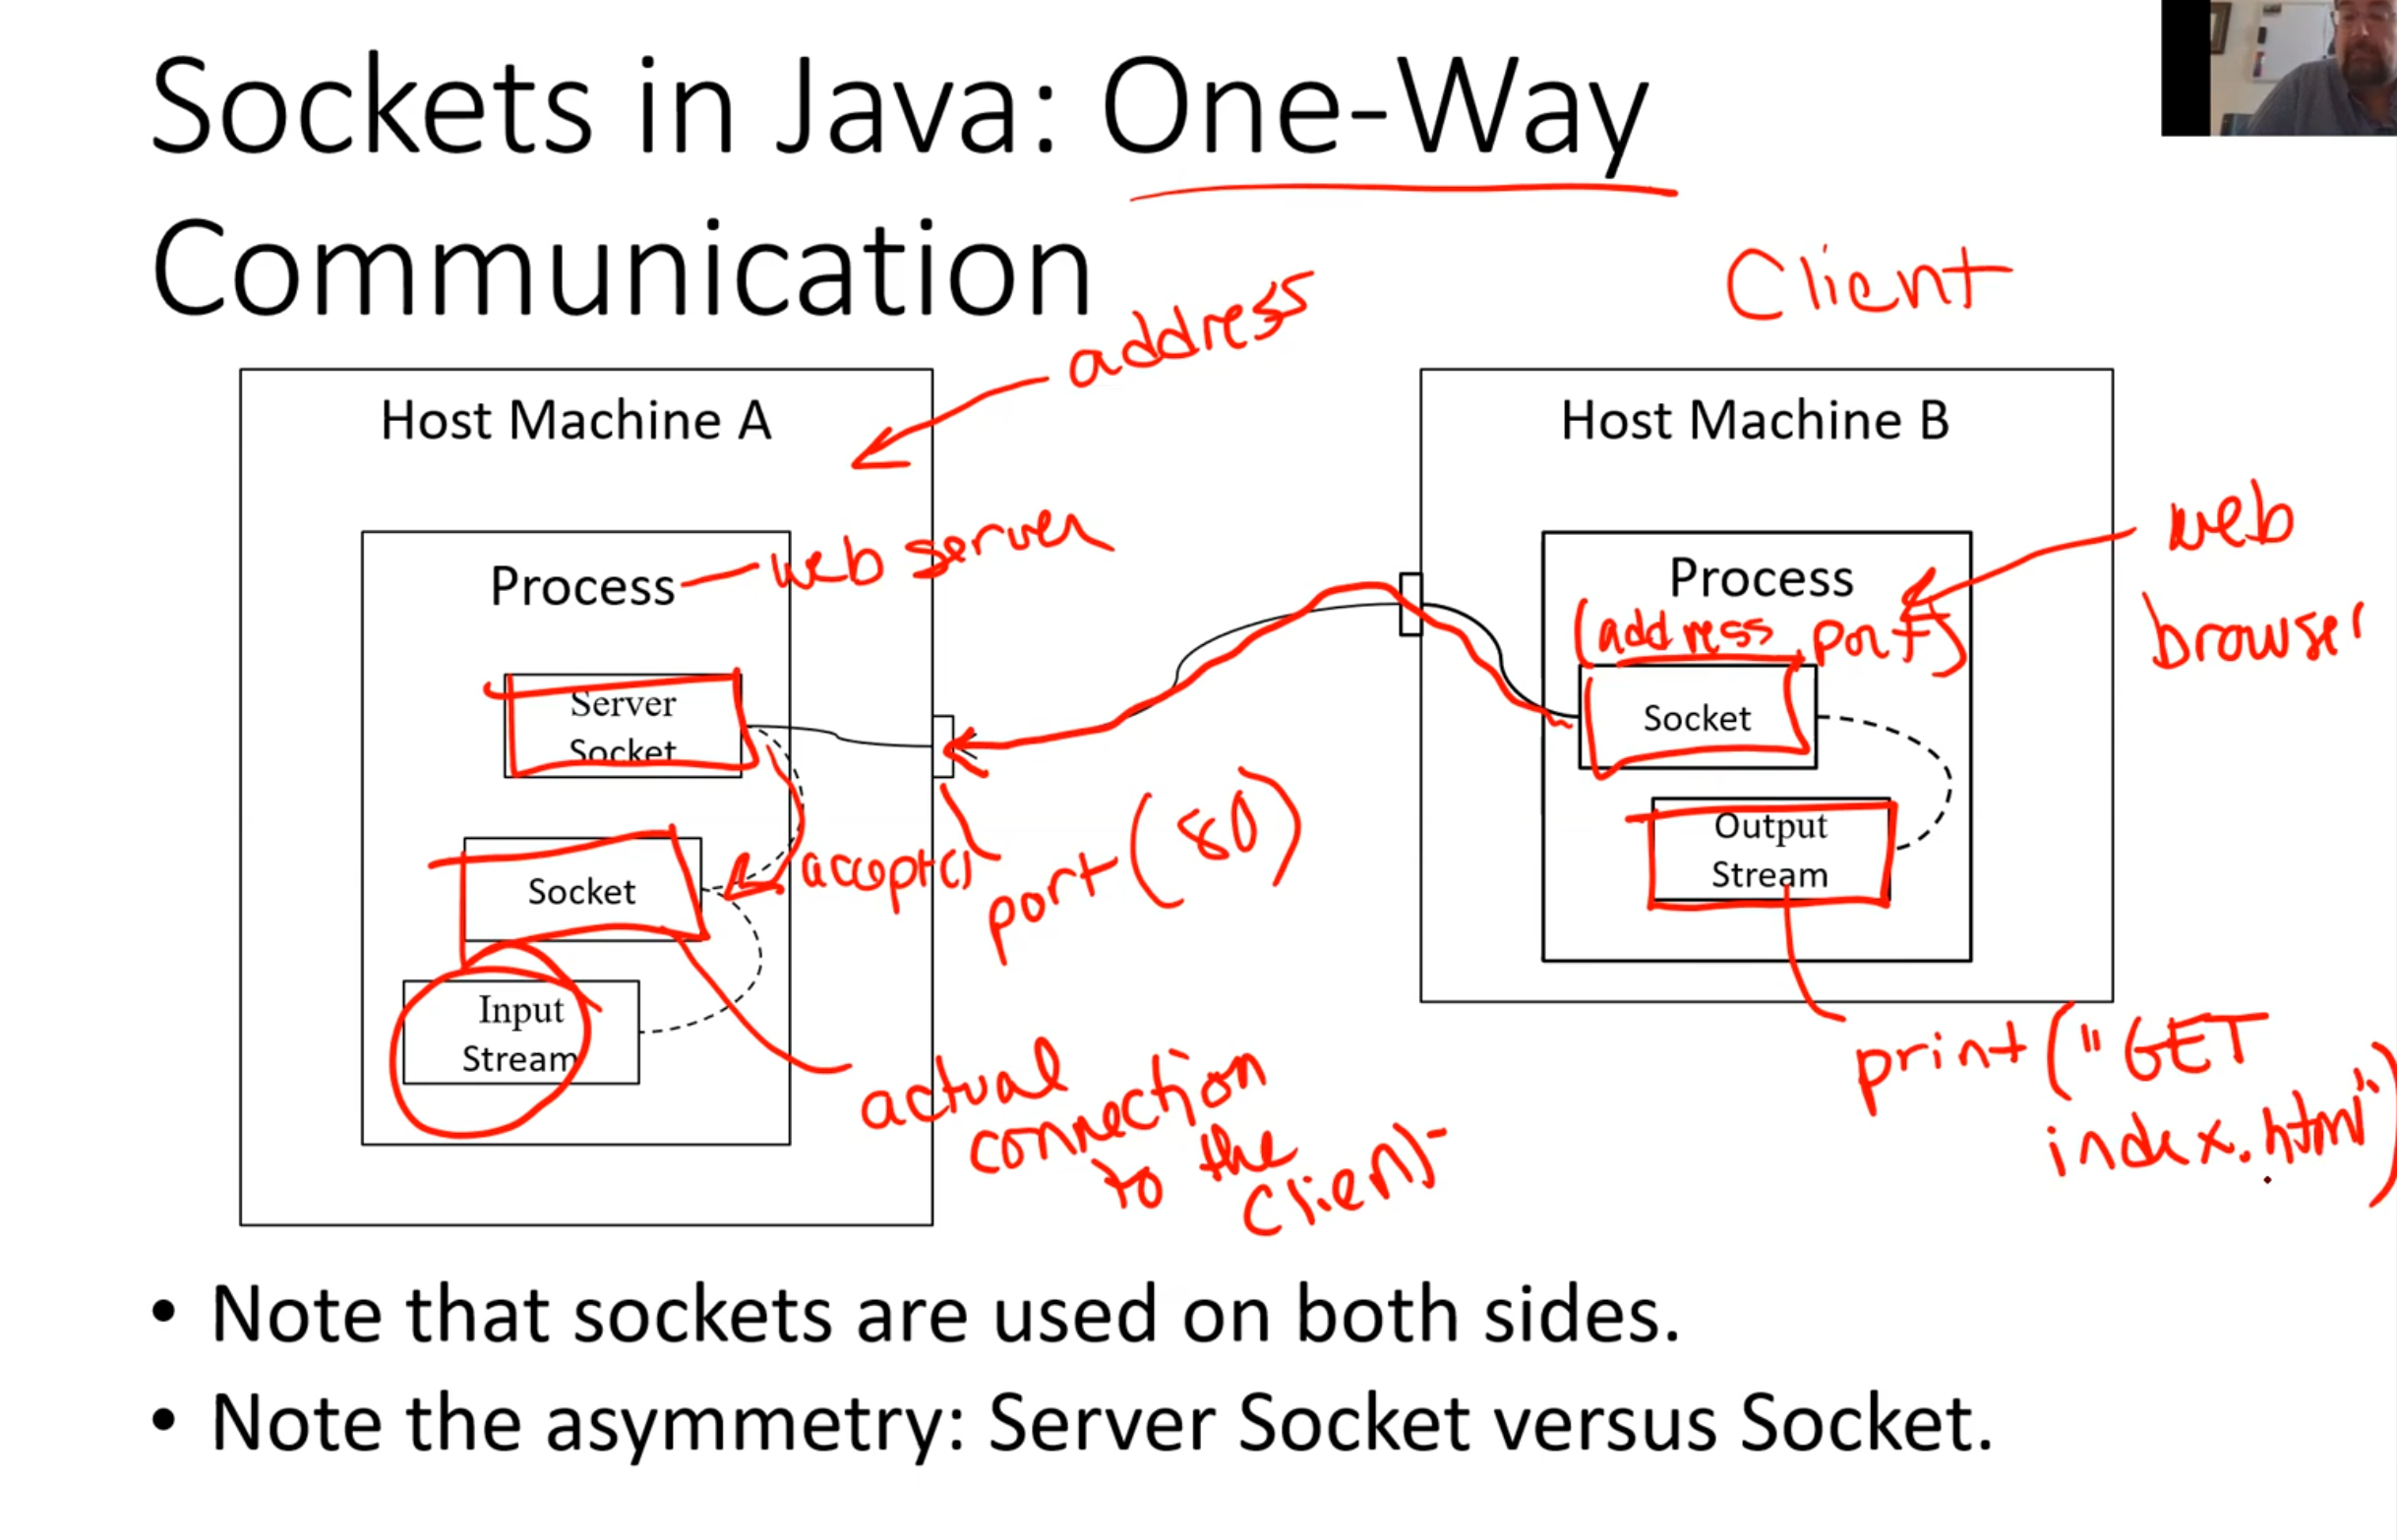 Sockets in Java: One-Way
Communication
Client
address
Host Machine A
Host Machine B
Process
web server
Process
web
browser
(address port)
Server
Socket
Socket
accept()
port (80)
Output
Stream
Socket
Input
Stream
actual
connection
to the
client
print("GET
index.html")
• Note that sockets are used on both sides.
• Note the asymmetry: Server Socket versus Socket.